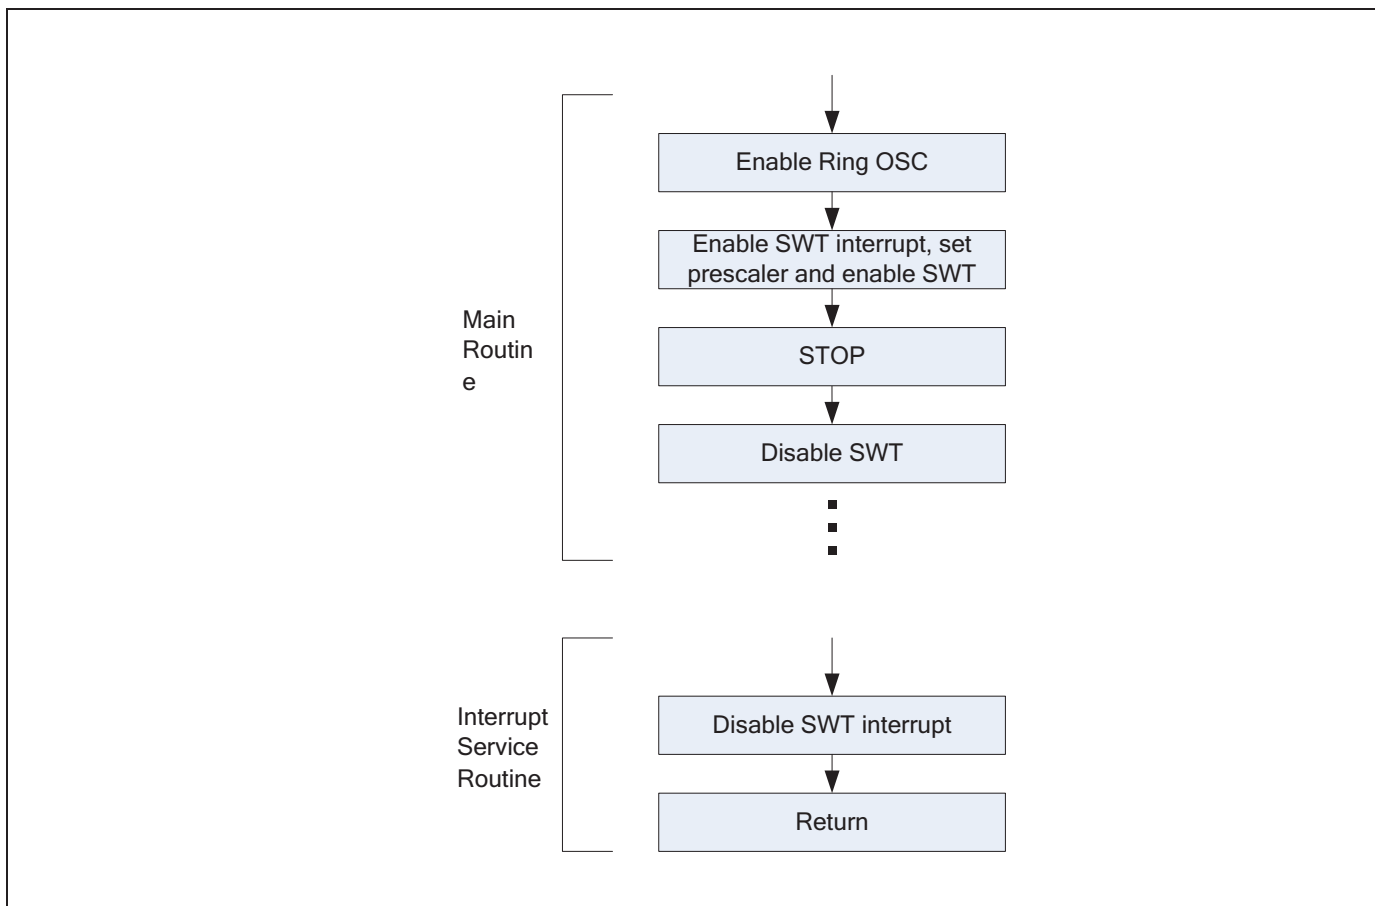 Enable Ring OSC
Enable SWT interrupt, set
prescaler and enable SWT
Main
Routin
e
STOP
Disable SWT
Interrupt
Service
Routine
Disable SWT interrupt
Return